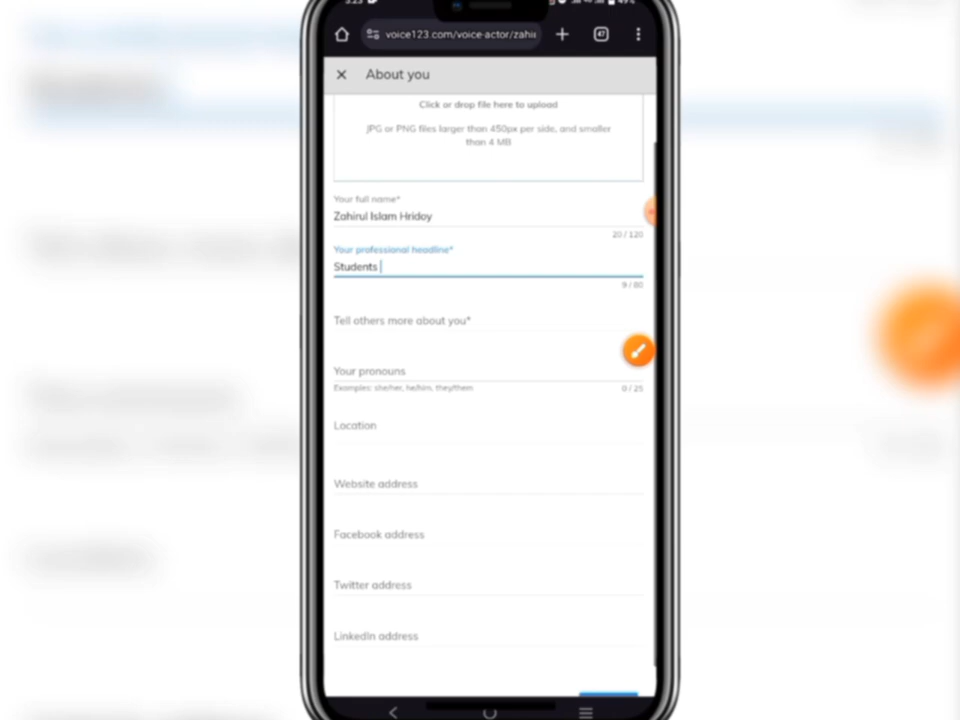 voice123.com/voice-actor/zahii
47
About you
Click or drop file here to upload
JPG or PNG files larger than 450px per side, and smaller
than 4 MB
Your full name*
Zahirul Islam Hridoy
20 / 120
Your professional headline*
Students
9 / 80
Tell others more about you*
Your pronouns
Examples: she/her, he/him, they/them
0 / 25
Location
Website address
Facebook address
Twitter address
LinkedIn address